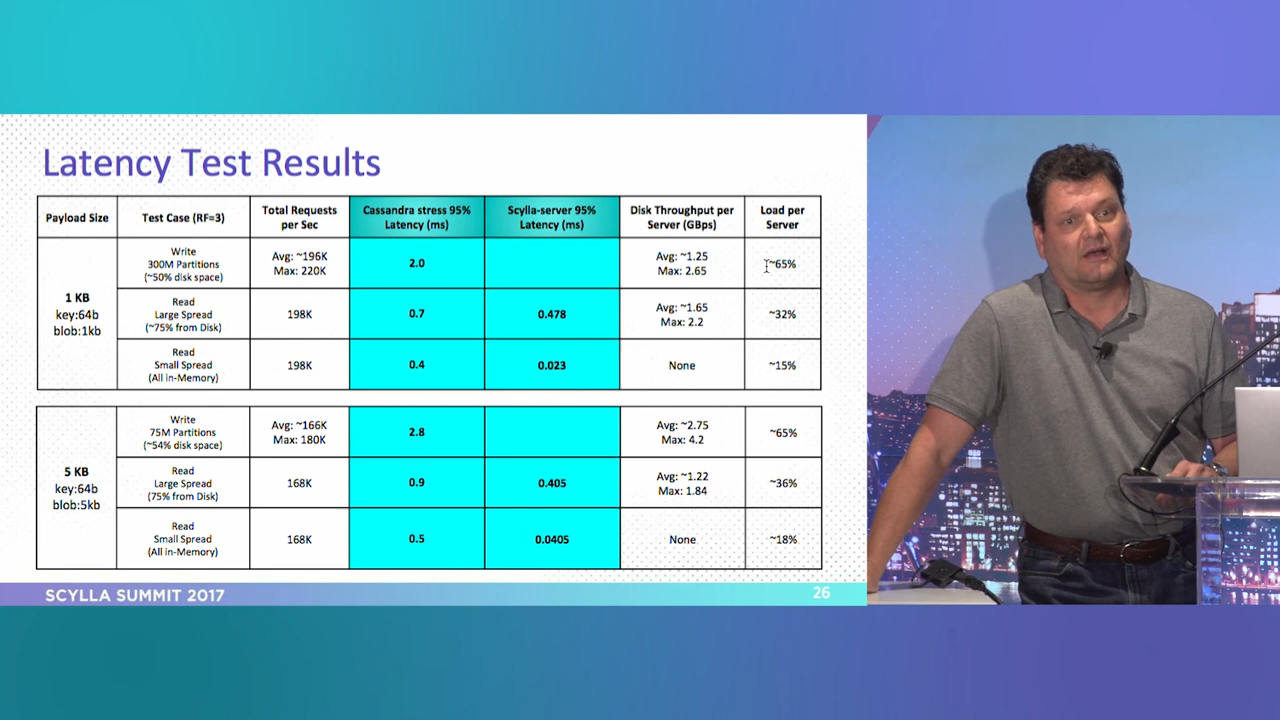 Latency Test Results
Payload Size
Test Case (RF=3)
Total Requests
per Sec
Cassandra stress 95%
Latency (ms)
Scylla-server 95%
Latency (ms)
Disk Throughput per
Server (GBps)
Load per
Server
1 KB
key:64b
blob:1kb
Write
300M Partitions
(~50% disk space)
Avg: ~196K
Max: 220K
2.0
Avg: ~1.25
Max: 2.65
~65%
Read
Large Spread
(~75% from Disk)
198K
0.7
0.478
Avg: ~1.65
Max: 2.2
~32%
Read
Small Spread
(All in-Memory)
198K
0.4
0.023
None
~15%
5 KB
key:64b
blob:5kb
Write
75M Partitions
(~54% disk space)
Avg: ~166K
Max: 180K
2.8
Avg: ~2.75
Max: 4.2
~65%
Read
Large Spread
(75% from Disk)
168K
0.9
0.405
Avg: ~1.22
Max: 1.84
~36%
Read
Small Spread
(All in-Memory)
168K
0.5
0.0405
None
~18%
SCYLLA SUMMIT 2017
26